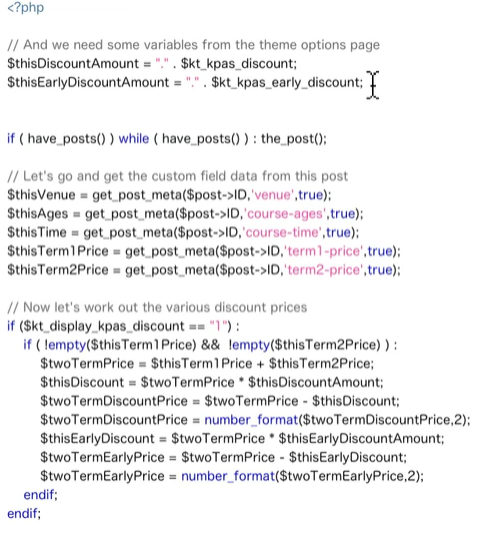 <?php
// And we need some variables from the theme options page
$thisDiscountAmount = "." . $kt_kpas_discount;
$thisEarlyDiscountAmount = "." . $kt_kpas_early_discount;
if ( have_posts() ) while ( have_posts() ) : the_post();
// Let's go and get the custom field data from this post
$thisVenue = get_post_meta($post->ID,'venue',true);
$thisAges = get_post_meta($post->ID,'course-ages',true);
$thisTime = get_post_meta($post->ID,'course-time',true);
$thisTerm1Price = get_post_meta($post->ID,'term1-price',true);
$thisTerm2Price = get_post_meta($post->ID,'term2-price',true);
// Now let's work out the various discount prices
if ($kt_display_kpas_discount == "1") :
if ( !empty($thisTerm1Price) && !empty($thisTerm2Price) ) :
$twoTermPrice = $thisTerm1Price + $thisTerm2Price;
$thisDiscount = $twoTermPrice * $thisDiscountAmount;
$twoTermDiscountPrice = $twoTermPrice - $thisDiscount;
$twoTermDiscountPrice = number_format($twoTermDiscountPrice,2);
$thisEarlyDiscount = $twoTermPrice * $thisEarlyDiscountAmount;
$twoTermEarlyPrice = $twoTermPrice - $thisEarlyDiscount;
$twoTermEarlyPrice = number_format($twoTermEarlyPrice,2);
endif;
endif;